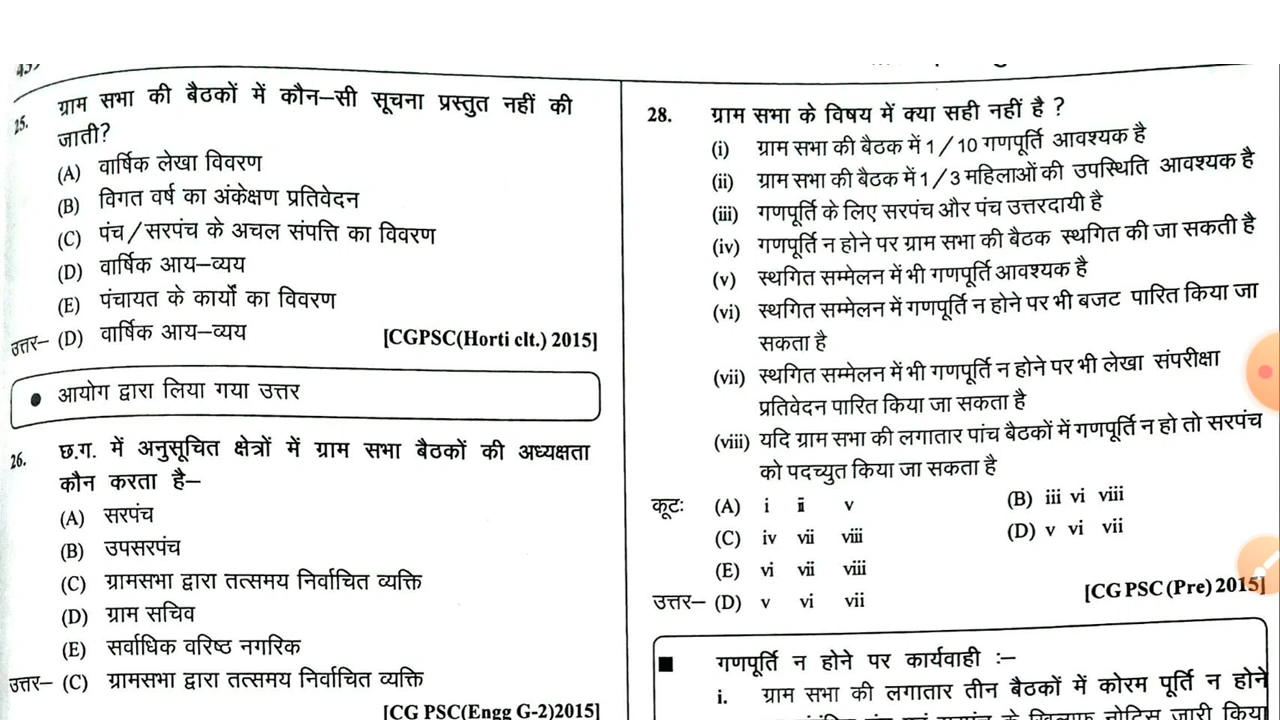 25. ग्राम सभा की बैठकों में कौन–सी सूचना प्रस्तुत नहीं की
जाती?
(A) वार्षिक लेखा विवरण
(B) विगत वर्ष का अंकेक्षण प्रतिवेदन
(C) पंच/सरपंच के अचल संपत्ति का विवरण
(D) वार्षिक आय–व्यय
(E) पंचायत के कार्यों का विवरण
उत्तर– (D) वार्षिक आय–व्यय [CGPSC(Horti clt.) 2015]
● आयोग द्वारा लिया गया उत्तर
26. छ.ग. में अनुसूचित क्षेत्रों में ग्राम सभा बैठकों की अध्यक्षता
कौन करता है–
(A) सरपंच
(B) उपसरपंच
(C) ग्रामसभा द्वारा तत्समय निर्वाचित व्यक्ति
(D) ग्राम सचिव
(E) सर्वाधिक वरिष्ठ नगरिक
उत्तर– (C) ग्रामसभा द्वारा तत्समय निर्वाचित व्यक्ति
[CG PSC(Engg G-2)2015]
28. ग्राम सभा के विषय में क्या सही नहीं है ?
(i) ग्राम सभा की बैठक में 1/10 गणपूर्ति आवश्यक है
(ii) ग्राम सभा की बैठक में 1/3 महिलाओं की उपस्थिति आवश्यक है
(iii) गणपूर्ति के लिए सरपंच और पंच उत्तरदायी है
(iv) गणपूर्ति न होने पर ग्राम सभा की बैठक स्थगित की जा सकती है
(v) स्थगित सम्मेलन में भी गणपूर्ति आवश्यक है
(vi) स्थगित सम्मेलन में गणपूर्ति न होने पर भी बजट पारित किया जा
सकता है
(vii) स्थगित सम्मेलन में भी गणपूर्ति न होने पर भी लेखा संपरीक्षा
प्रतिवेदन पारित किया जा सकता है
(viii) यदि ग्राम सभा की लगातार पांच बैठकों में गणपूर्ति न हो तो सरपंच
को पदच्युत किया जा सकता है
कूटः (A) i ii v (B) iii vi viii
(C) iv vii viii (D) v vi vii
(E) vi vii viii
उत्तर– (D) v vi vii [CG PSC (Pre) 2015]
■ गणपूर्ति न होने पर कार्यवाही :–
i. ग्राम सभा की लगातार तीन बैठकों में कोरम पूर्ति न होने
के खिलाफ नोटिस जारी किया